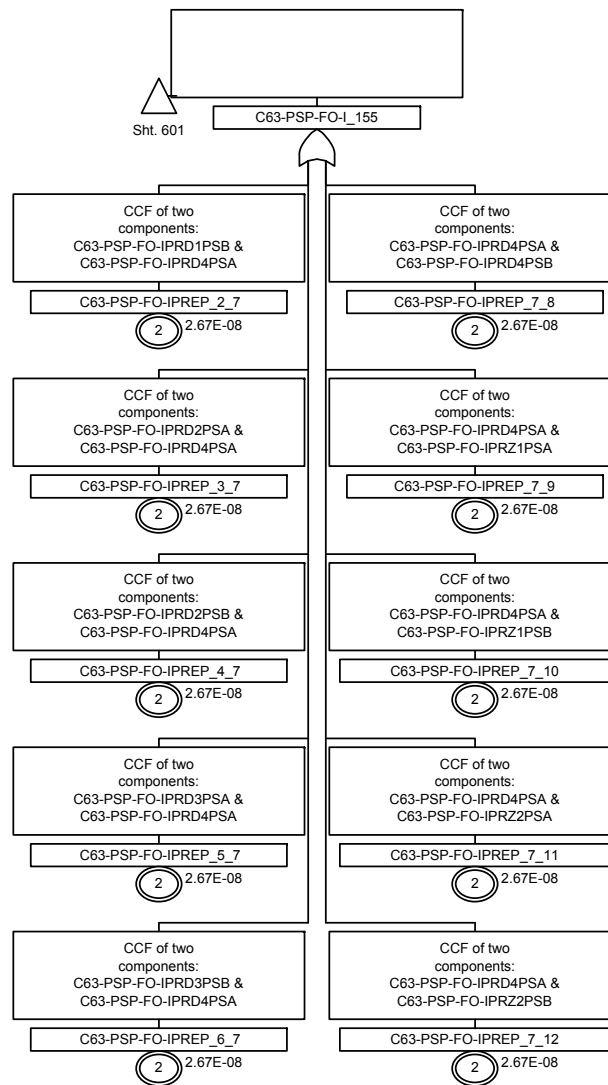 Sht. 601
C63-PSP-FO-I_155
CCF of two
components:
C63-PSP-FO-IPRD1PSB &
C63-PSP-FO-IPRD4PSA
C63-PSP-FO-IPREP_2_7
2
2.67E-08
CCF of two
components:
C63-PSP-FO-IPRD4PSA &
C63-PSP-FO-IPRD4PSB
C63-PSP-FO-IPREP_7_8
2
2.67E-08
CCF of two
components:
C63-PSP-FO-IPRD2PSA &
C63-PSP-FO-IPRD4PSA
C63-PSP-FO-IPREP_3_7
2
2.67E-08
CCF of two
components:
C63-PSP-FO-IPRD4PSA &
C63-PSP-FO-IPRZ1PSA
C63-PSP-FO-IPREP_7_9
2
2.67E-08
CCF of two
components:
C63-PSP-FO-IPRD2PSB &
C63-PSP-FO-IPRD4PSA
C63-PSP-FO-IPREP_4_7
2
2.67E-08
CCF of two
components:
C63-PSP-FO-IPRD4PSA &
C63-PSP-FO-IPRZ1PSB
C63-PSP-FO-IPREP_7_10
2
2.67E-08
CCF of two
components:
C63-PSP-FO-IPRD3PSA &
C63-PSP-FO-IPRD4PSA
C63-PSP-FO-IPREP_5_7
2
2.67E-08
CCF of two
components:
C63-PSP-FO-IPRD4PSA &
C63-PSP-FO-IPRZ2PSA
C63-PSP-FO-IPREP_7_11
2
2.67E-08
CCF of two
components:
C63-PSP-FO-IPRD3PSB &
C63-PSP-FO-IPRD4PSA
C63-PSP-FO-IPREP_6_7
2
2.67E-08
CCF of two
components:
C63-PSP-FO-IPRD4PSA &
C63-PSP-FO-IPRZ2PSB
C63-PSP-FO-IPREP_7_12
2
2.67E-08